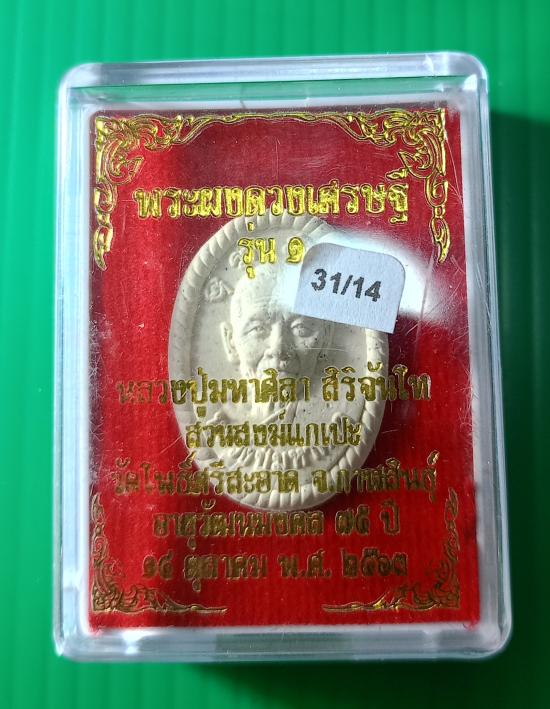 พระผงดวงเศรษฐี
รุ่น ๑
31/14
หลวงปู่มหาศิลา สิริจันโท
สวนสงฆ์แกเปะ
วัดโพธิ์ศรีสะอาด จ.กาฬสินธุ์
อายุวัฒนมงคล ๗๕ ปี
๑๔ ตุลาคม พ.ศ. ๒๕๖๓